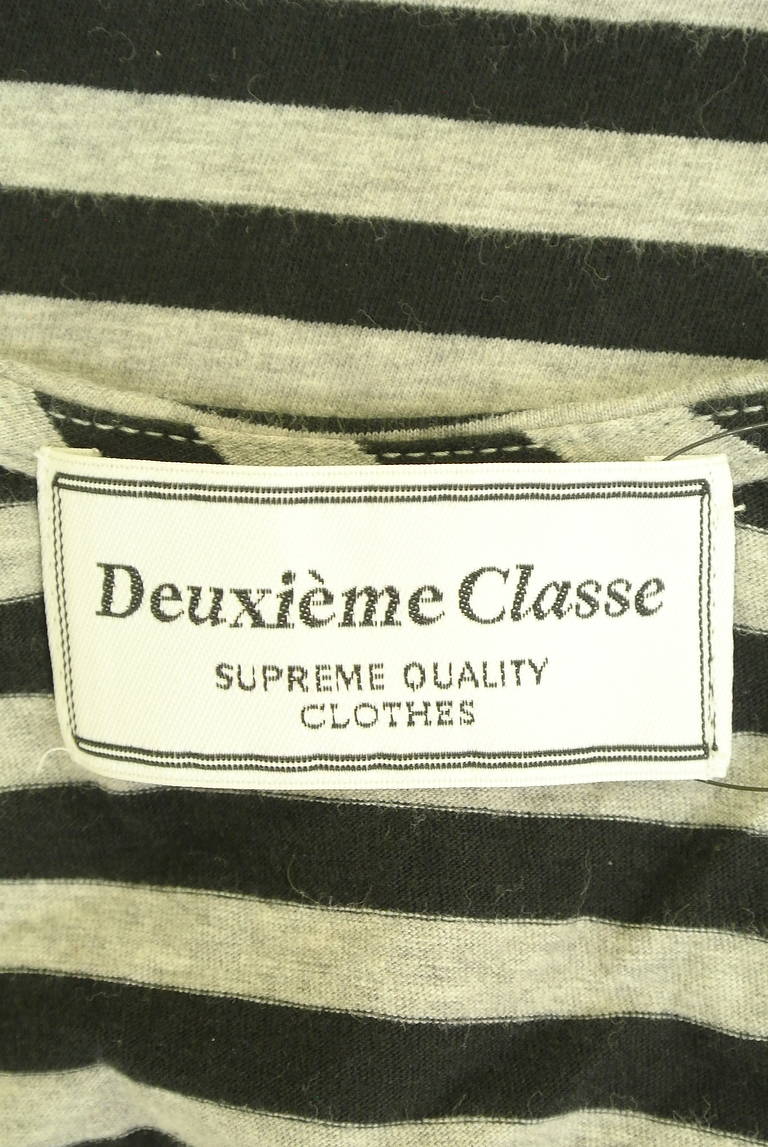 Deuxième Classe
SUPREME QUALITY
CLOTHES